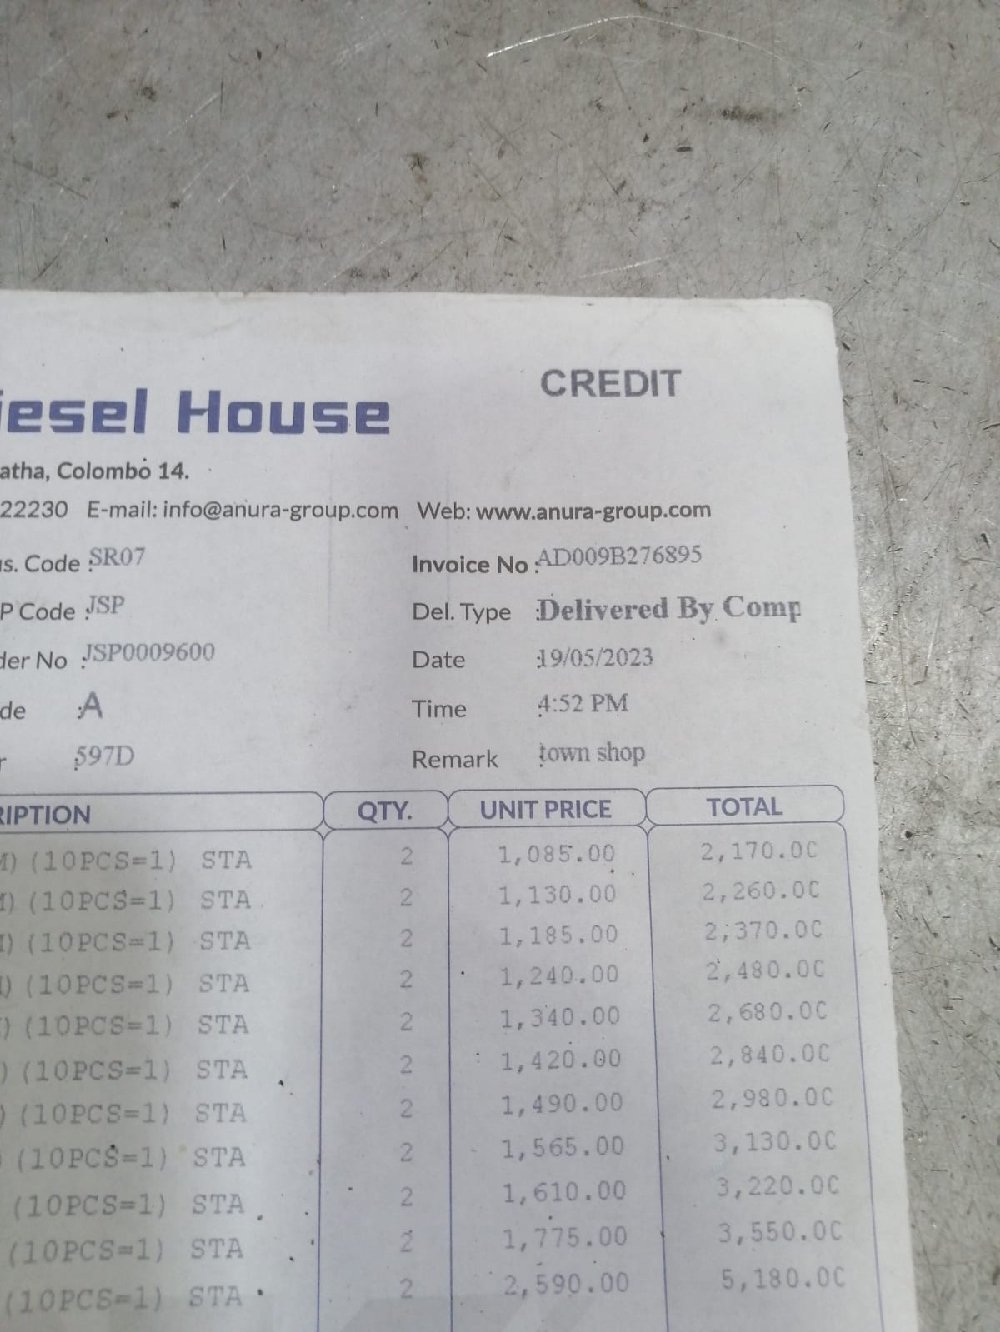 CREDIT
iesel House
atha, Colombo 14.
22230 E-mail: info@anura-group.com Web: www.anura-group.com
us. Code : SR07 Invoice No : AD009B276895
P Code : JSP Del. Type : Delivered By Comp
der No : JSP0009600 Date : 19/05/2023
de : A Time : 4:52 PM
r : 597D Remark : town shop
RIPTION QTY. UNIT PRICE TOTAL
M) (10PCS=1) STA 2 1,085.00 2,170.0C
M) (10PCS=1) STA 2 1,130.00 2,260.0C
) (10PCS=1) STA 2 1,185.00 2,370.0C
) (10PCS=1) STA 2 1,240.00 2,480.0C
) (10PCS=1) STA 2 1,340.00 2,680.0C
) (10PCS=1) STA 2 1,420.00 2,840.0C
) (10PCS=1) STA 2 1,490.00 2,980.0C
(10PCS=1) STA 2 1,565.00 3,130.0C
(10PCS=1) STA 2 1,610.00 3,220.0C
(10PCS=1) STA 2 1,775.00 3,550.0C
(10PCS=1) STA 2 2,590.00 5,180.0C